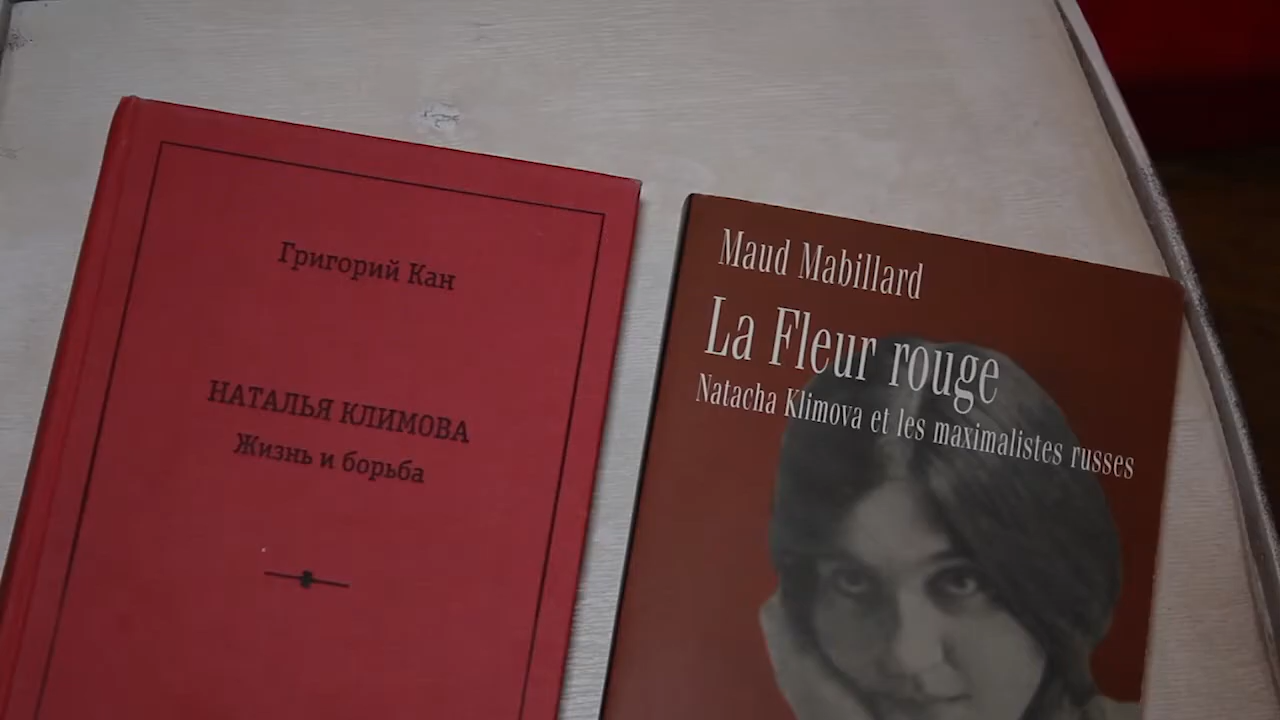 Григорий Кан
НАТАЛЬЯ КЛИМОВА
Жизнь и борьба
Maud Mabillard
La Fleur rouge
Natacha Klimova et les maximalistes russes